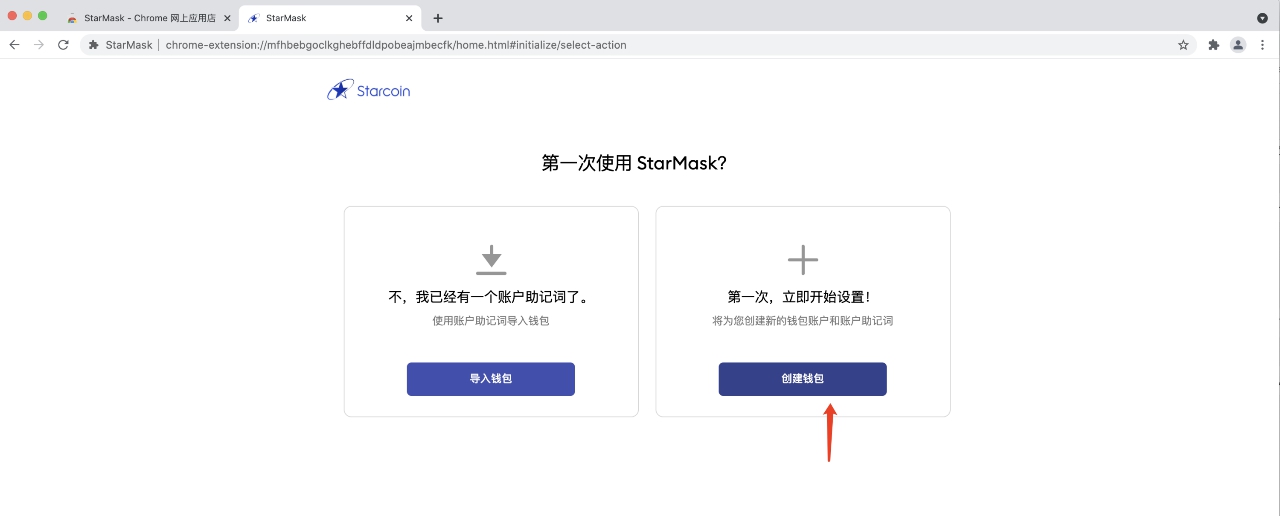 StarMask - Chrome 网上应用店
StarMask
StarMask | chrome-extension://mfhbebgoclkghebffdldpobeajmbecfk/home.html#initialize/select-action
Starcoin
第一次使用 StarMask?
不，我已经有一个账户助记词了。
使用账户助记词导入钱包
导入钱包
第一次，立即开始设置！
将为您创建新的钱包账户和账户助记词
创建钱包